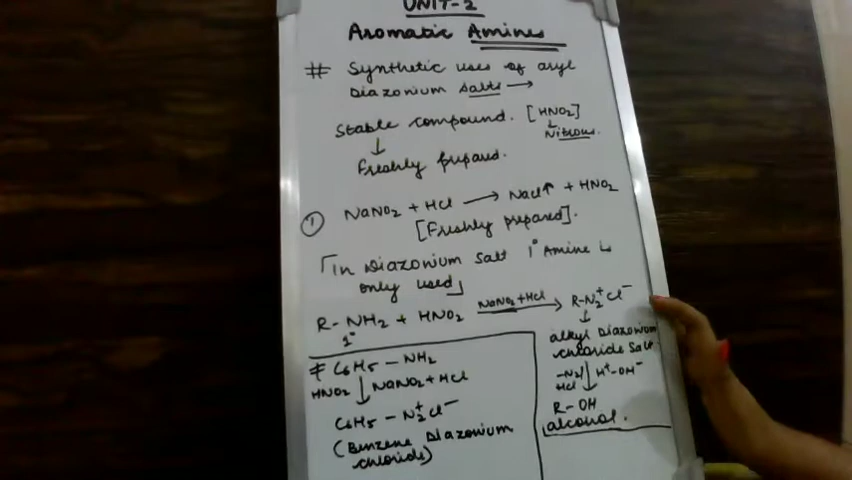 UNIT-2
Aromatic Amines
# Synthetic uses of aryl
Diazonium salts →
Stable compound. [HNO2]
↓ ↳ Nitrous.
Freshly prepared.
① NaNO2 + HCl → NaCl↑ + HNO2
[Freshly prepared].
「In Diazonium salt 1° Amine is
only used」
R-NH2 + HNO2 NaNO2+HCl → R-N2+Cl-
1° ↓
alkyl Diazonium
chloride salt.
-N2/HCl ↓ H+-OH-
R-OH
alcohol.
# C6H5-NH2
HNO2 ↓ NaNO2+HCl
C6H5-N2+Cl-
(Benzene Diazonium
chloride)